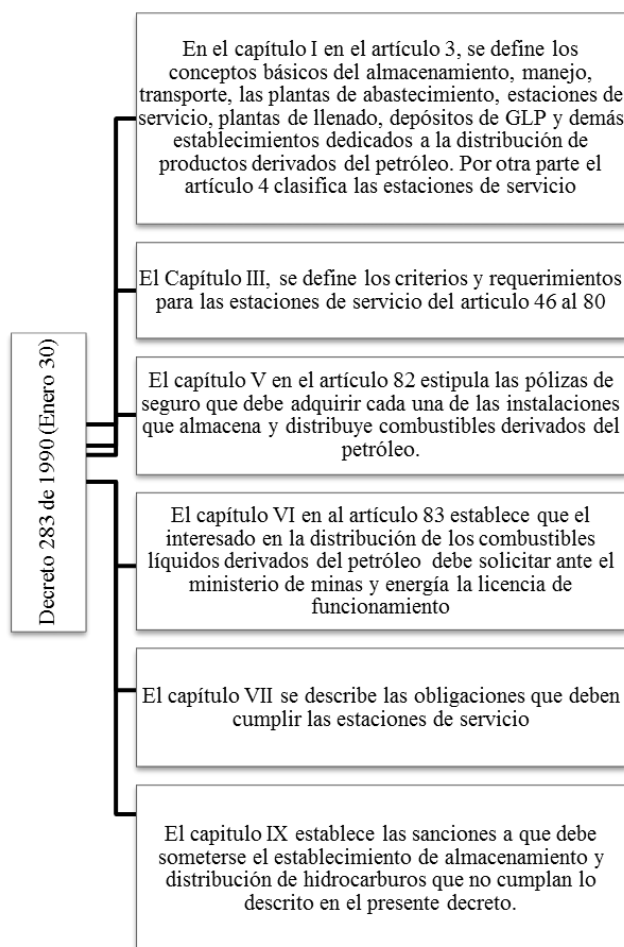 Decreto 283 de 1990 (Enero 30)
En el capítulo I en el artículo 3, se define los
conceptos básicos del almacenamiento, manejo,
transporte, las plantas de abastecimiento, estaciones de
servicio, plantas de llenado, depósitos de GLP y demás
establecimientos dedicados a la distribución de
productos derivados del petróleo. Por otra parte el
artículo 4 clasifica las estaciones de servicio
El Capítulo III, se define los criterios y requerimientos
para las estaciones de servicio del articulo 46 al 80
El capítulo V en el artículo 82 estipula las pólizas de
seguro que debe adquirir cada una de las instalaciones
que almacena y distribuye combustibles derivados del
petróleo.
El capítulo VI en al artículo 83 establece que el
interesado en la distribución de los combustibles
líquidos derivados del petróleo debe solicitar ante el
ministerio de minas y energía la licencia de
funcionamiento
El capítulo VII se describe las obligaciones que deben
cumplir las estaciones de servicio
El capitulo IX establece las sanciones a que debe
someterse el establecimiento de almacenamiento y
distribución de hidrocarburos que no cumplan lo
descrito en el presente decreto.